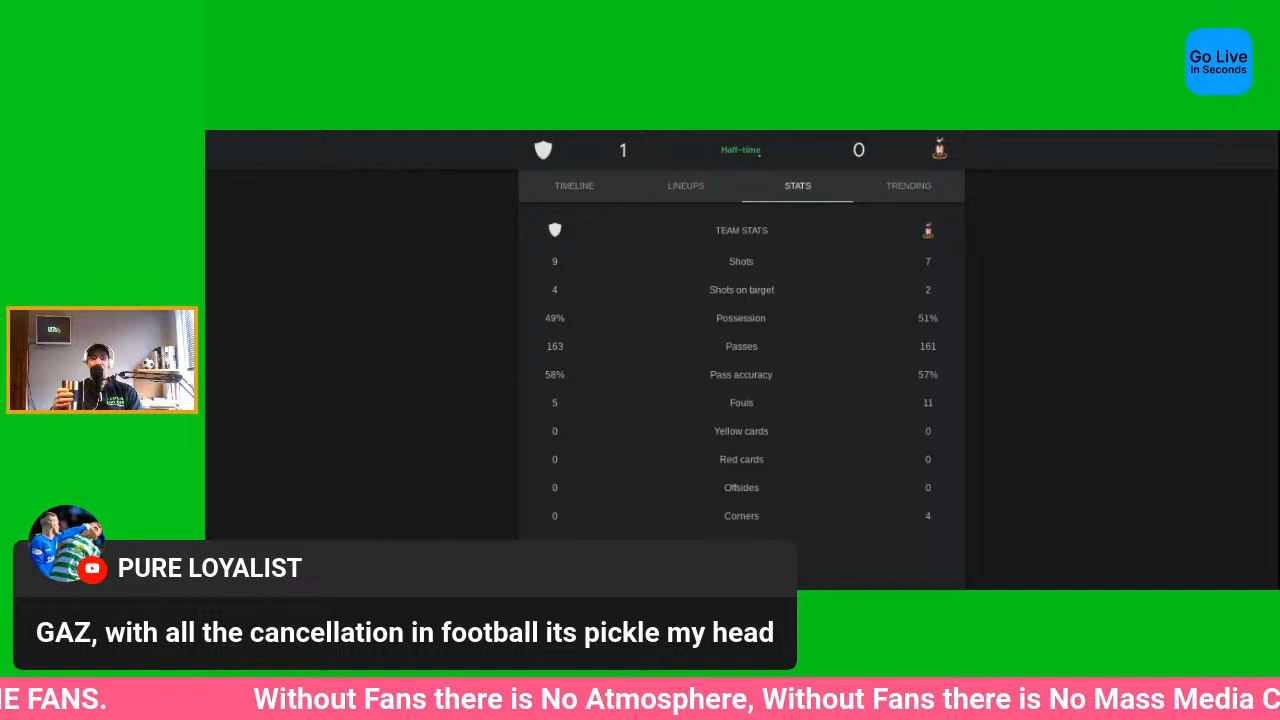 Go Live
In Seconds
1 Half-time 0
TIMELINE LINEUPS STATS TRENDING
TEAM STATS
9 Shots 7
4 Shots on target 2
49% Possession 51%
163 Passes 161
58% Pass accuracy 57%
5 Fouls 11
0 Yellow cards 0
0 Red cards 0
0 Offsides 0
0 Corners 4
PURE LOYALIST
GAZ, with all the cancellation in football its pickle my head
IE FANS. Without Fans there is No Atmosphere, Without Fans there is No Mass Media C